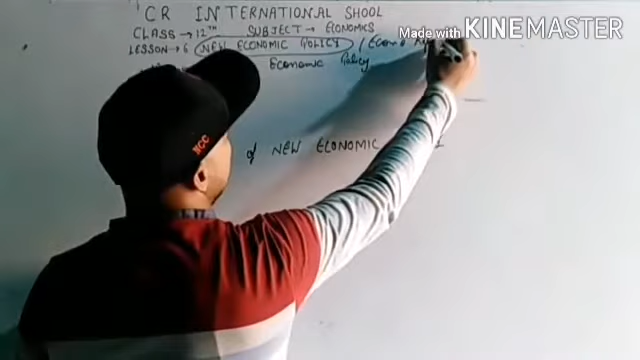 CR INTERNATIONAL SHOOL
CLASS → 12TH SUBJECT → ECONOMICS
LESSON → 6 (NEW ECONOMIC POLICY) (
Economic Policy
of NEW ECONOMIC
NCC
Made with KINEMASTER